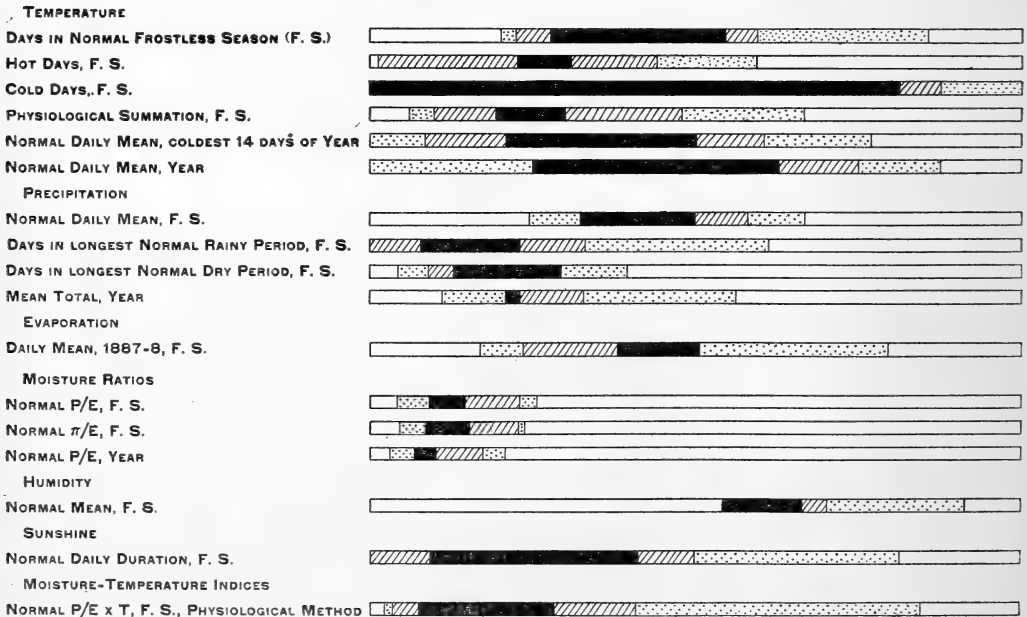 TEMPERATURE
DAYS IN NORMAL FROSTLESS SEASON (F. S.)
HOT DAYS, F. S.
COLD DAYS, F. S.
PHYSIOLOGICAL SUMMATION, F. S.
NORMAL DAILY MEAN, COLDEST 14 DAYS OF YEAR
NORMAL DAILY MEAN, YEAR
PRECIPITATION
NORMAL DAILY MEAN, F. S.
DAYS IN LONGEST NORMAL RAINY PERIOD, F. S.
DAYS IN LONGEST NORMAL DRY PERIOD, F. S.
MEAN TOTAL, YEAR
EVAPORATION
DAILY MEAN, 1887-8, F. S.
MOISTURE RATIOS
NORMAL P/E, F. S.
NORMAL π/E, F. S.
NORMAL P/E, YEAR
HUMIDITY
NORMAL MEAN, F. S.
SUNSHINE
NORMAL DAILY DURATION, F. S.
MOISTURE-TEMPERATURE INDICES
NORMAL P/E X T, F. S., PHYSIOLOGICAL METHOD